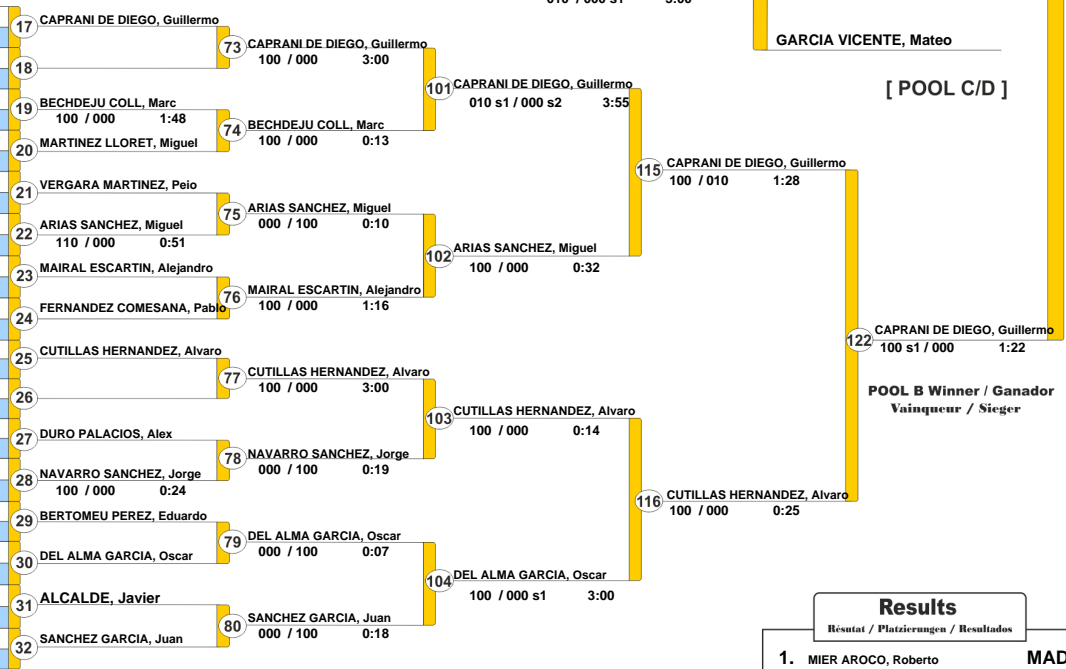 010 / 000 s1 3:00
GARCIA VICENTE, Mateo
[ POOL C/D ]
17 CAPRANI DE DIEGO, Guillermo
18
73 CAPRANI DE DIEGO, Guillermo
100 / 000 3:00
19 BECHDEJU COLL, Marc
100 / 000 1:48
20 MARTINEZ LLORET, Miguel
74 BECHDEJU COLL, Marc
100 / 000 0:13
101 CAPRANI DE DIEGO, Guillermo
010 s1 / 000 s2 3:55
21 VERGARA MARTINEZ, Peio
22 ARIAS SANCHEZ, Miguel
110 / 000 0:51
75 ARIAS SANCHEZ, Miguel
000 / 100 0:10
23 MAIRAL ESCARTIN, Alejandro
24 FERNANDEZ COMESANA, Pablo
76 MAIRAL ESCARTIN, Alejandro
100 / 000 1:16
102 ARIAS SANCHEZ, Miguel
100 / 000 0:32
115 CAPRANI DE DIEGO, Guillermo
100 / 010 1:28
25 CUTILLAS HERNANDEZ, Alvaro
26
77 CUTILLAS HERNANDEZ, Alvaro
100 / 000 3:00
27 DURO PALACIOS, Alex
28 NAVARRO SANCHEZ, Jorge
100 / 000 0:24
78 NAVARRO SANCHEZ, Jorge
000 / 100 0:19
103 CUTILLAS HERNANDEZ, Alvaro
100 / 000 0:14
29 BERTOMEU PEREZ, Eduardo
30 DEL ALMA GARCIA, Oscar
79 DEL ALMA GARCIA, Oscar
000 / 100 0:07
31 ALCALDE, Javier
32 SANCHEZ GARCIA, Juan
80 SANCHEZ GARCIA, Juan
000 / 100 0:18
104 DEL ALMA GARCIA, Oscar
100 / 000 s1 3:00
116 CUTILLAS HERNANDEZ, Alvaro
100 / 000 0:25
122 CAPRANI DE DIEGO, Guillermo
100 s1 / 000 1:22
POOL B Winner / Ganador
Vainqueur / Sieger
Results
Résutat / Platzierungen / Resultados
1. MIER AROCO, Roberto MAD